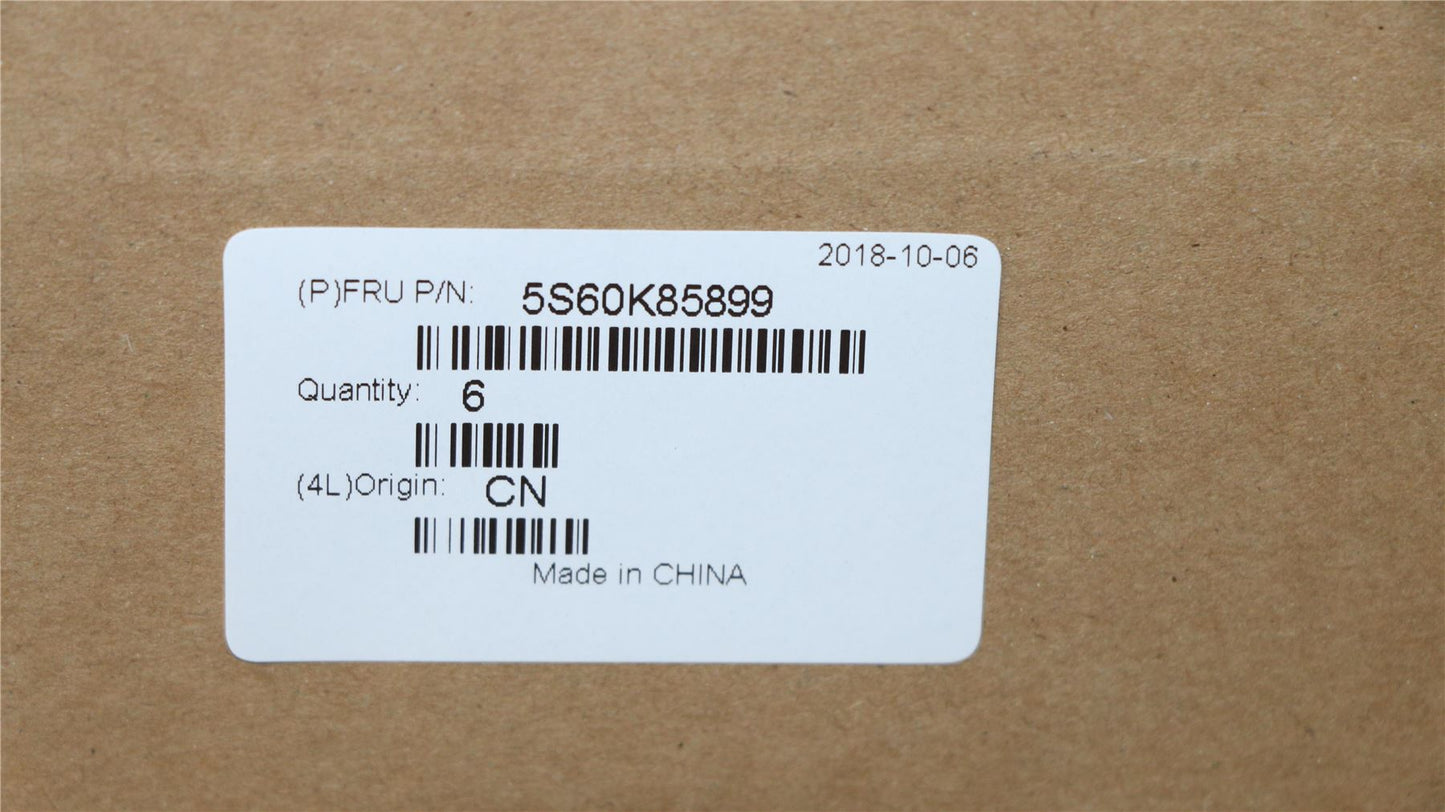 2018-10-06
(P)FRU P/N: 5S60K85899
Quantity: 6
(4L)Origin: CN
Made in CHINA